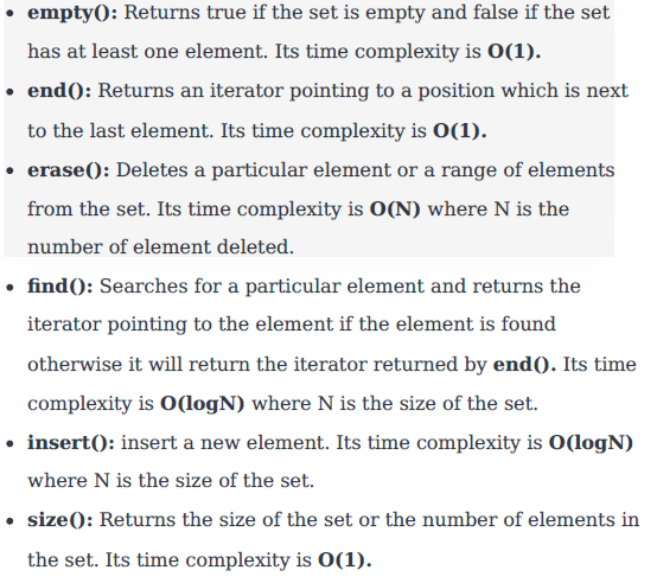 • empty(): Returns true if the set is empty and false if the set
has at least one element. Its time complexity is O(1).
• end(): Returns an iterator pointing to a position which is next
to the last element. Its time complexity is O(1).
• erase(): Deletes a particular element or a range of elements
from the set. Its time complexity is O(N) where N is the
number of element deleted.
• find(): Searches for a particular element and returns the
iterator pointing to the element if the element is found
otherwise it will return the iterator returned by end(). Its time
complexity is O(logN) where N is the size of the set.
• insert(): insert a new element. Its time complexity is O(logN)
where N is the size of the set.
• size(): Returns the size of the set or the number of elements in
the set. Its time complexity is O(1).